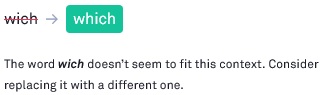 wich → which
The word wich doesn't seem to fit this context. Consider
replacing it with a different one.